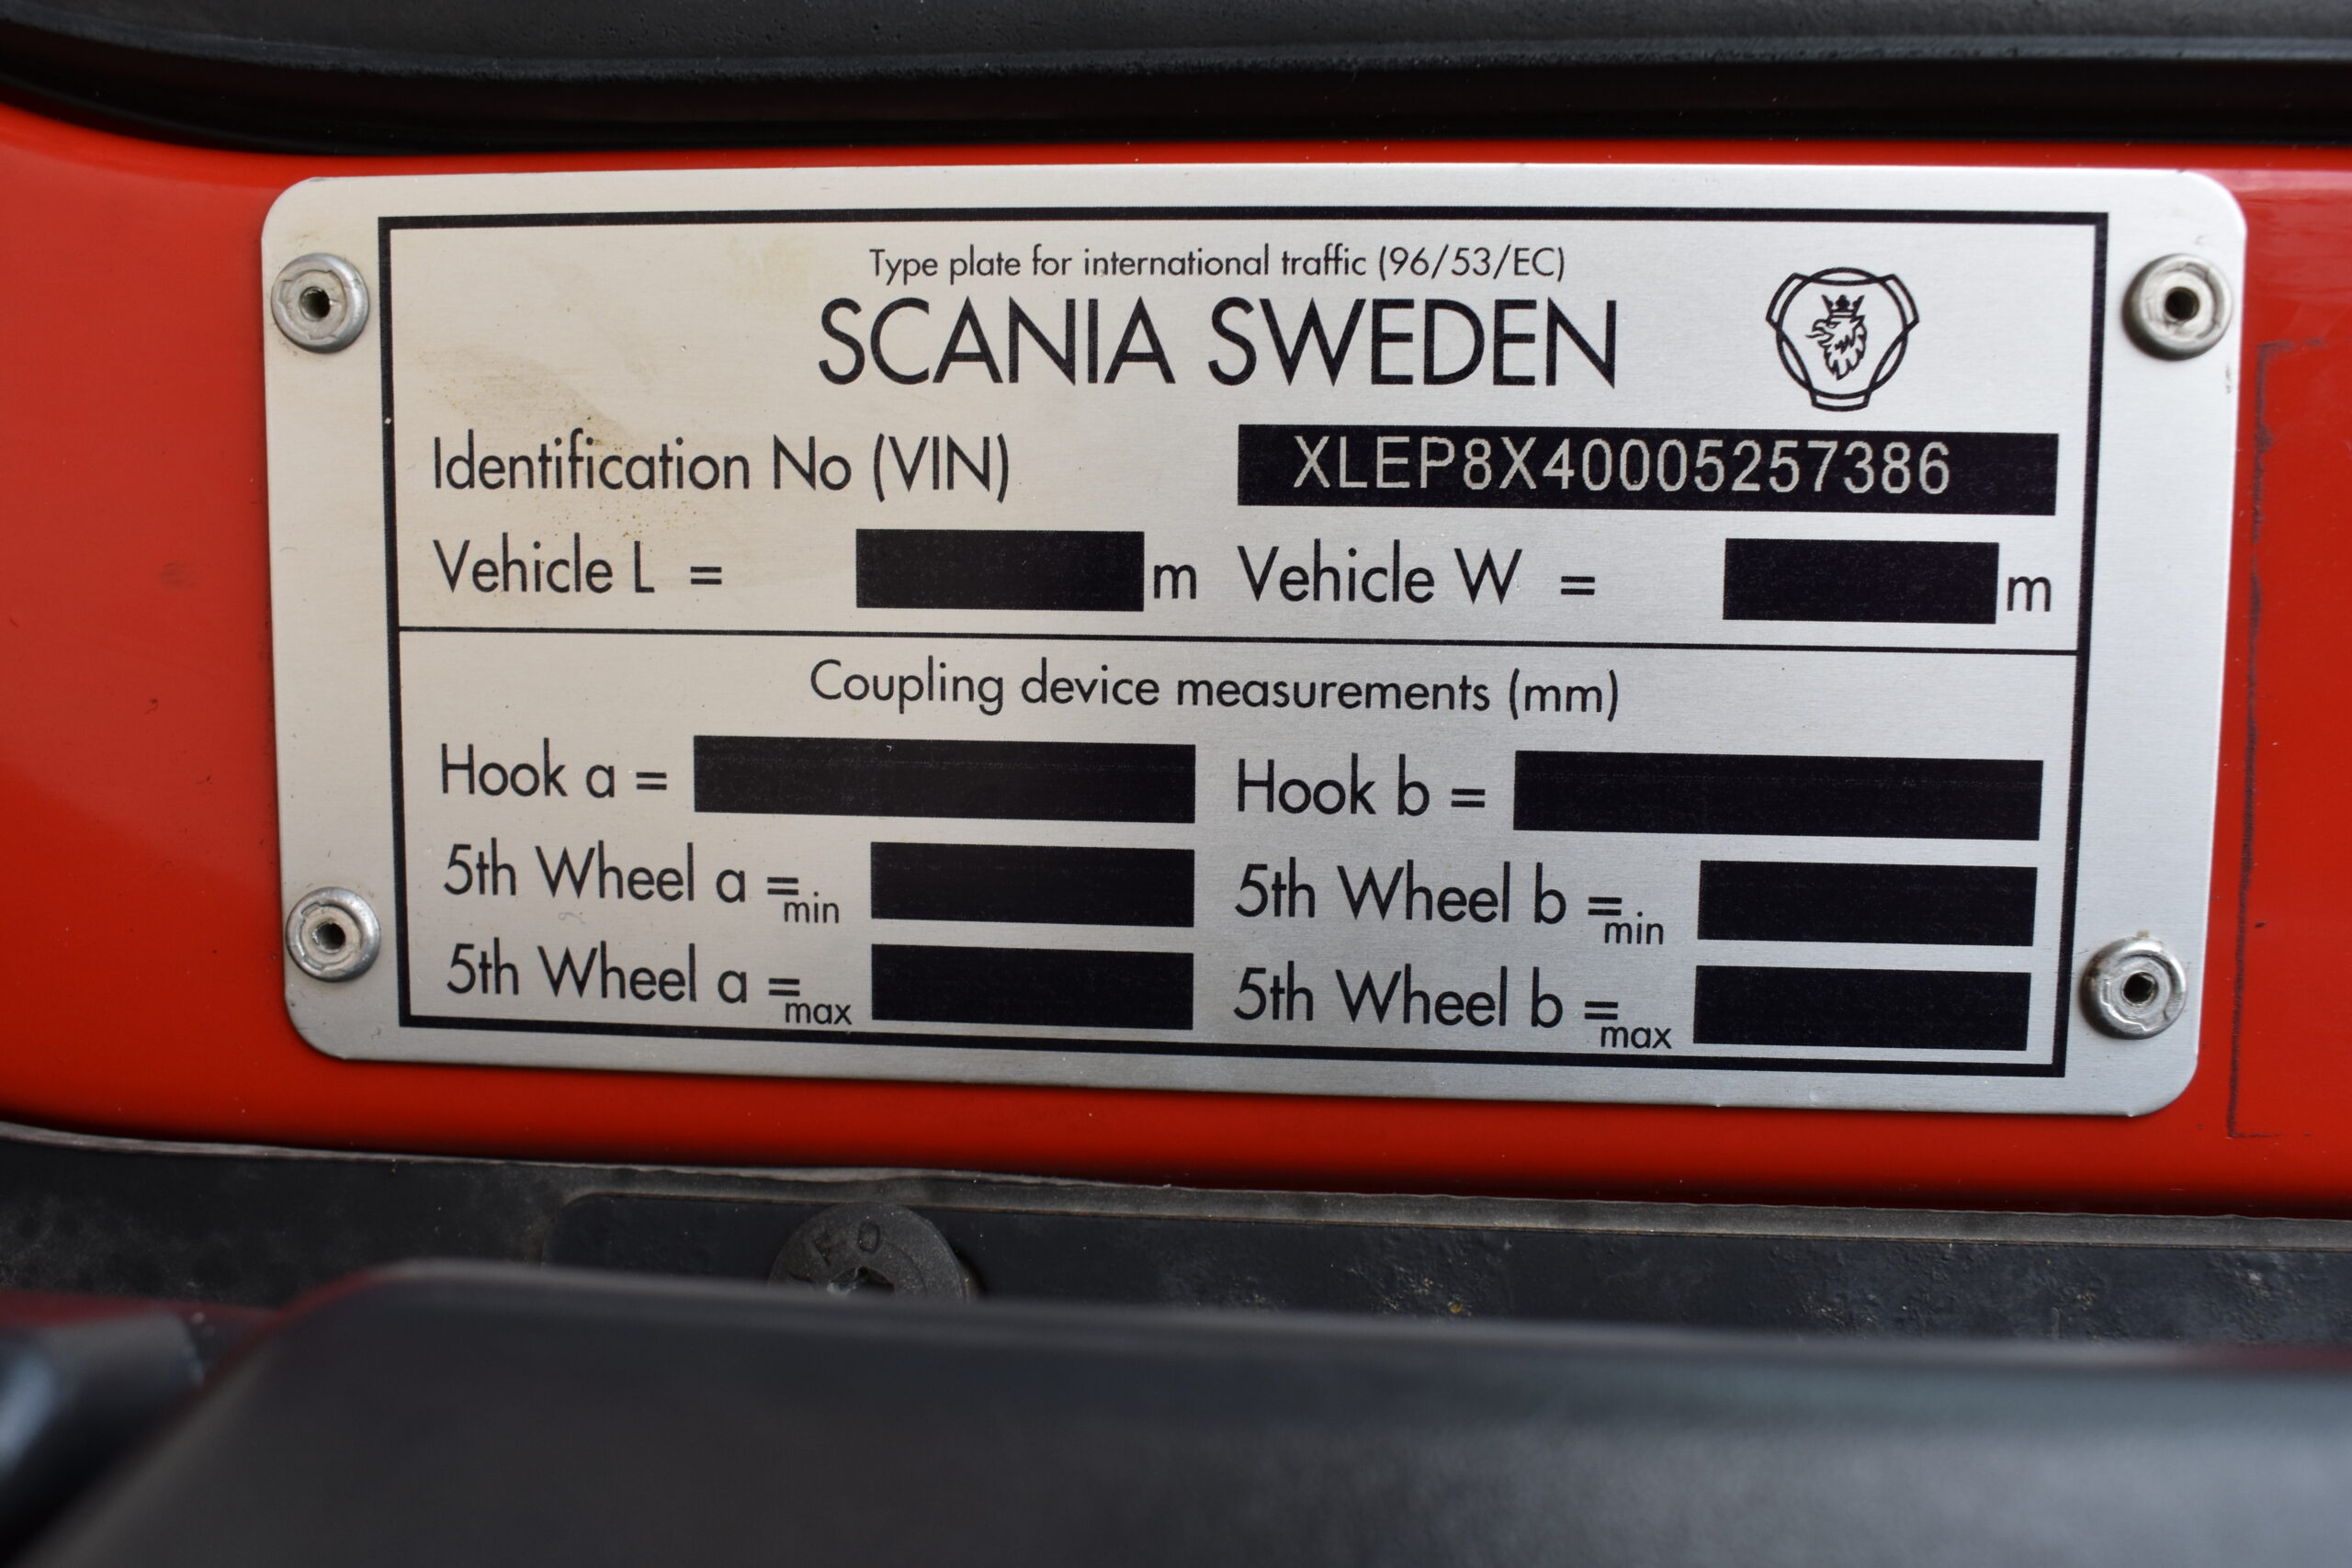 Type plate for international traffic (96/53/EC)
SCANIA SWEDEN
Identification No (VIN) XLEP8X40005257386
Vehicle L = m Vehicle W = m
Coupling device measurements (mm)
Hook a = Hook b =
5th Wheel a =min 5th Wheel b =min
5th Wheel a =max 5th Wheel b =max